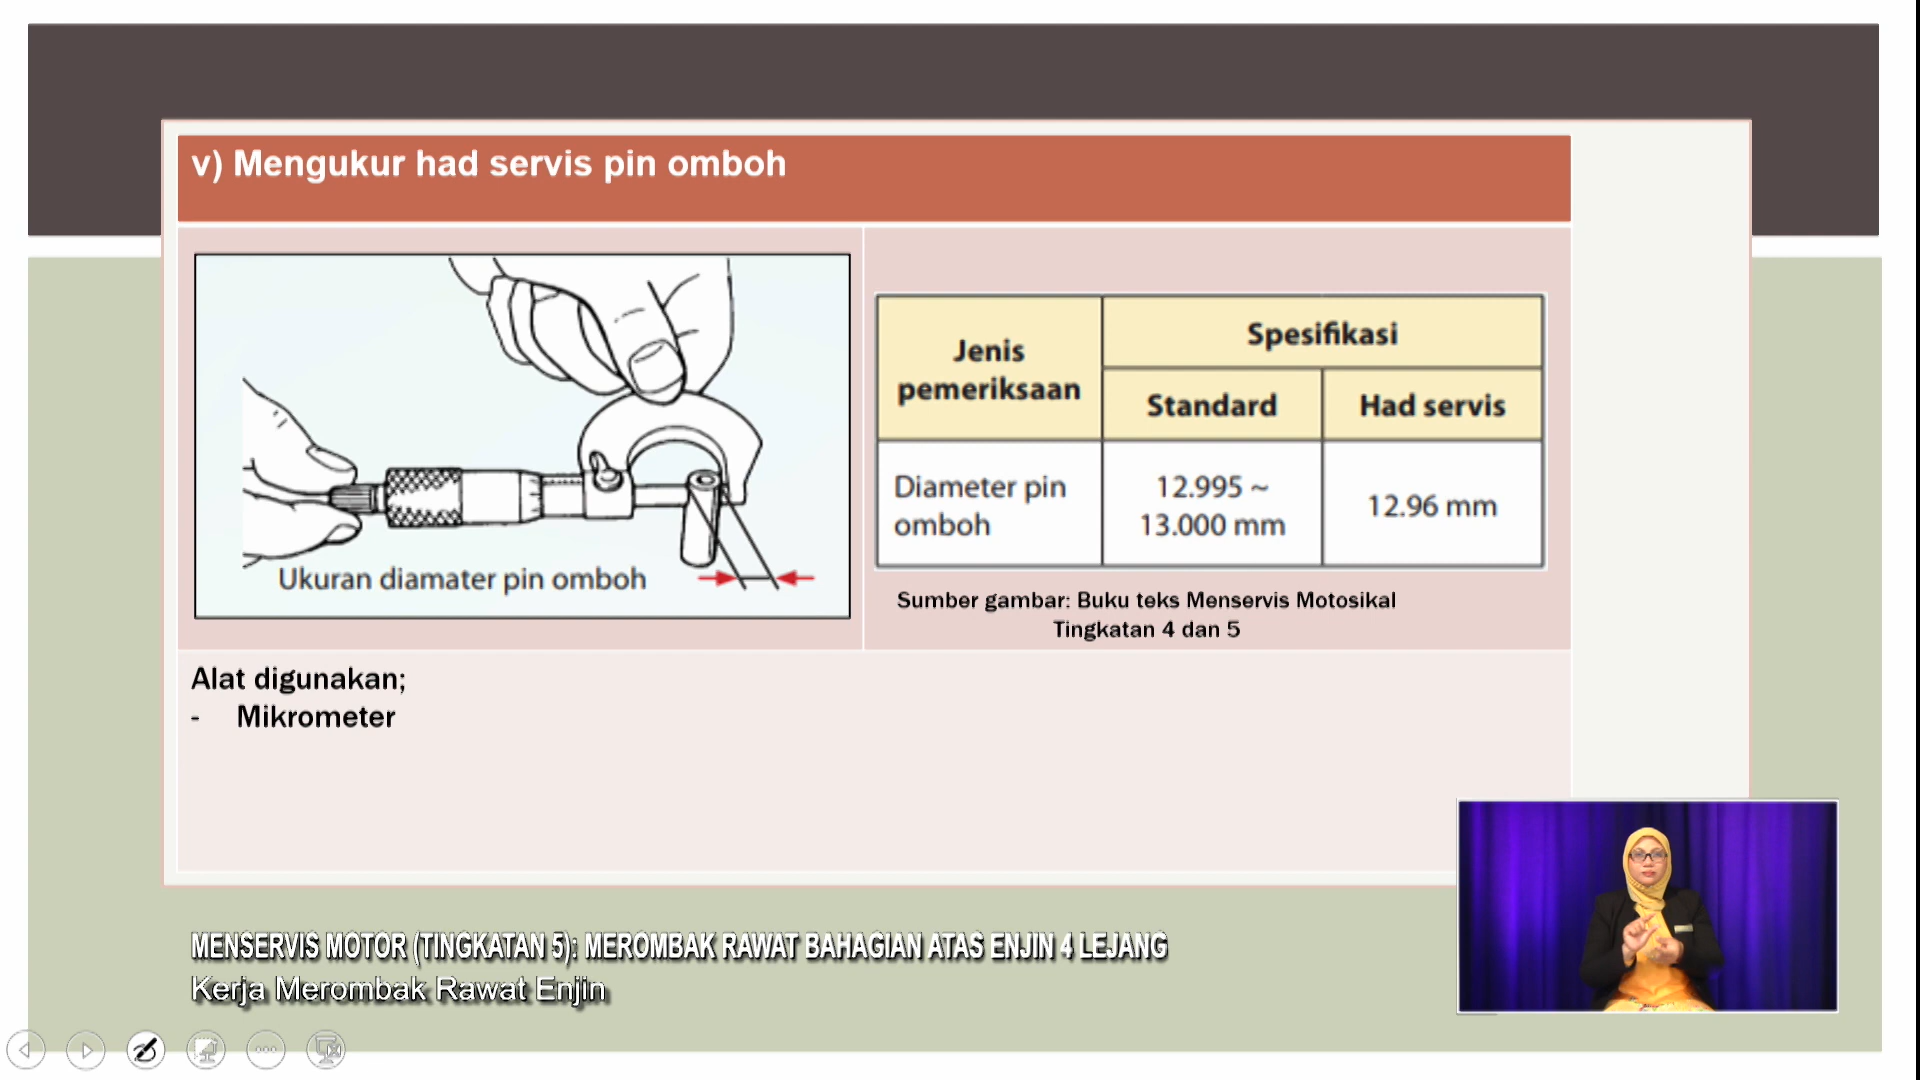 v) Mengukur had servis pin omboh
Ukuran diamater pin omboh
Jenis
pemeriksaan
Spesifikasi
Standard
Had servis
Diameter pin
omboh
12.995 ~
13.000 mm
12.96 mm
Sumber gambar: Buku teks Menservis Motosikal
Tingkatan 4 dan 5
Alat digunakan;
- Mikrometer
MENSERVIS MOTOR (TINGKATAN 5): MEROMBAK RAWAT BAHAGIAN ATAS ENJIN 4 LEJANG
Kerja Merombak Rawat Enjin